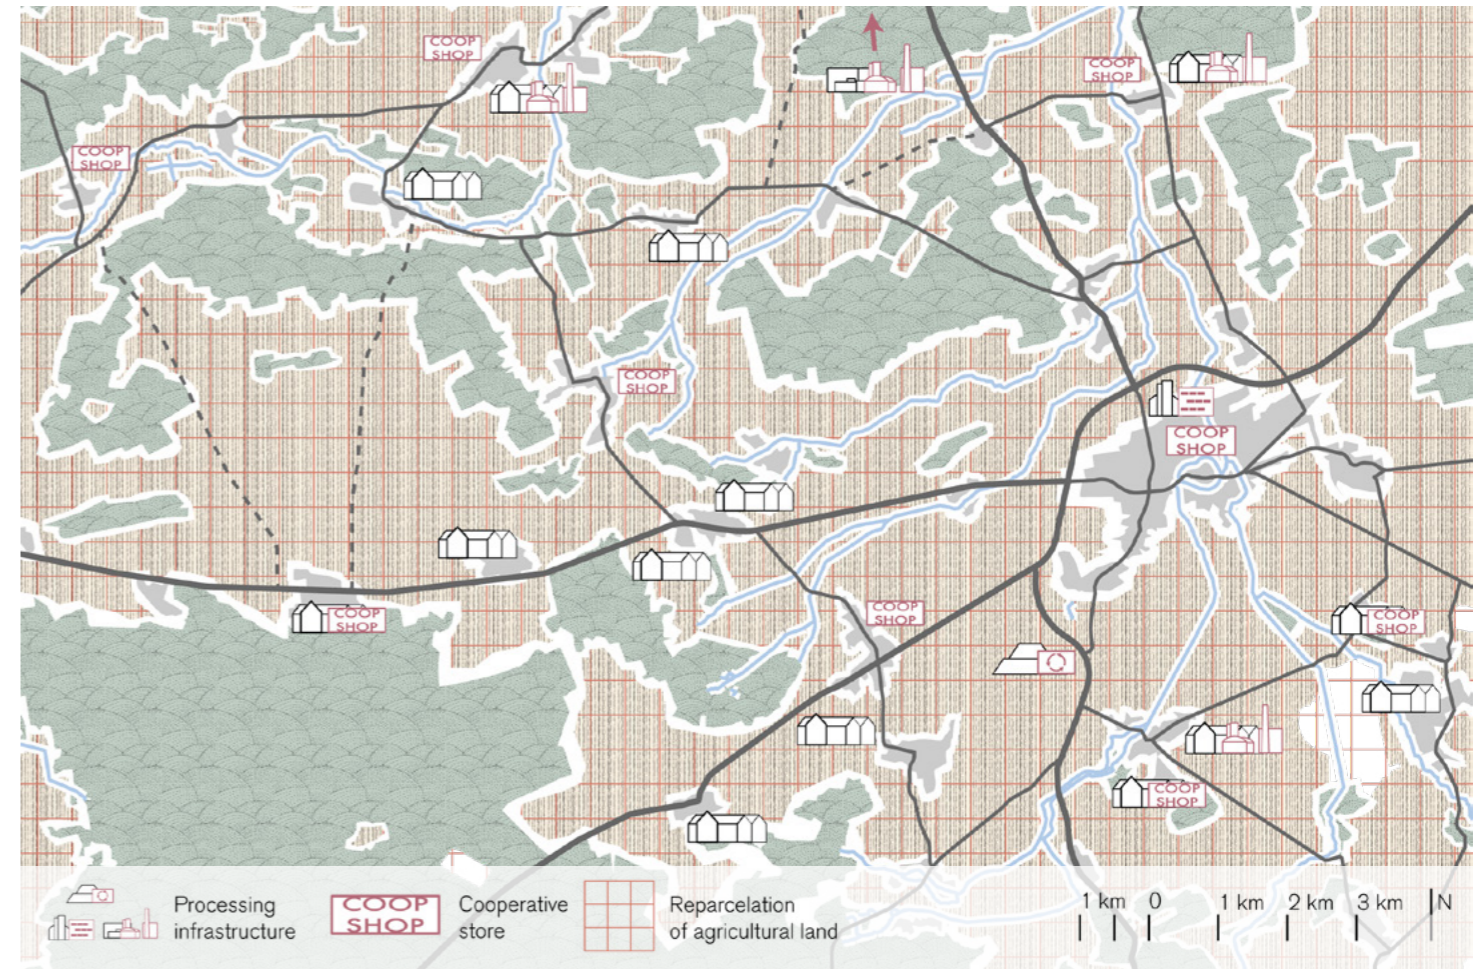 COOP
SHOP
COOP
SHOP
COOP
SHOP
COOP
SHOP
COOP
SHOP
COOP
SHOP
COOP
SHOP
COOP
SHOP
COOP
SHOP
Processing
infrastructure
COOP
SHOP
Cooperative
store
Reparcelation
of agricultural land
1 km 0 1 km 2 km 3 km N